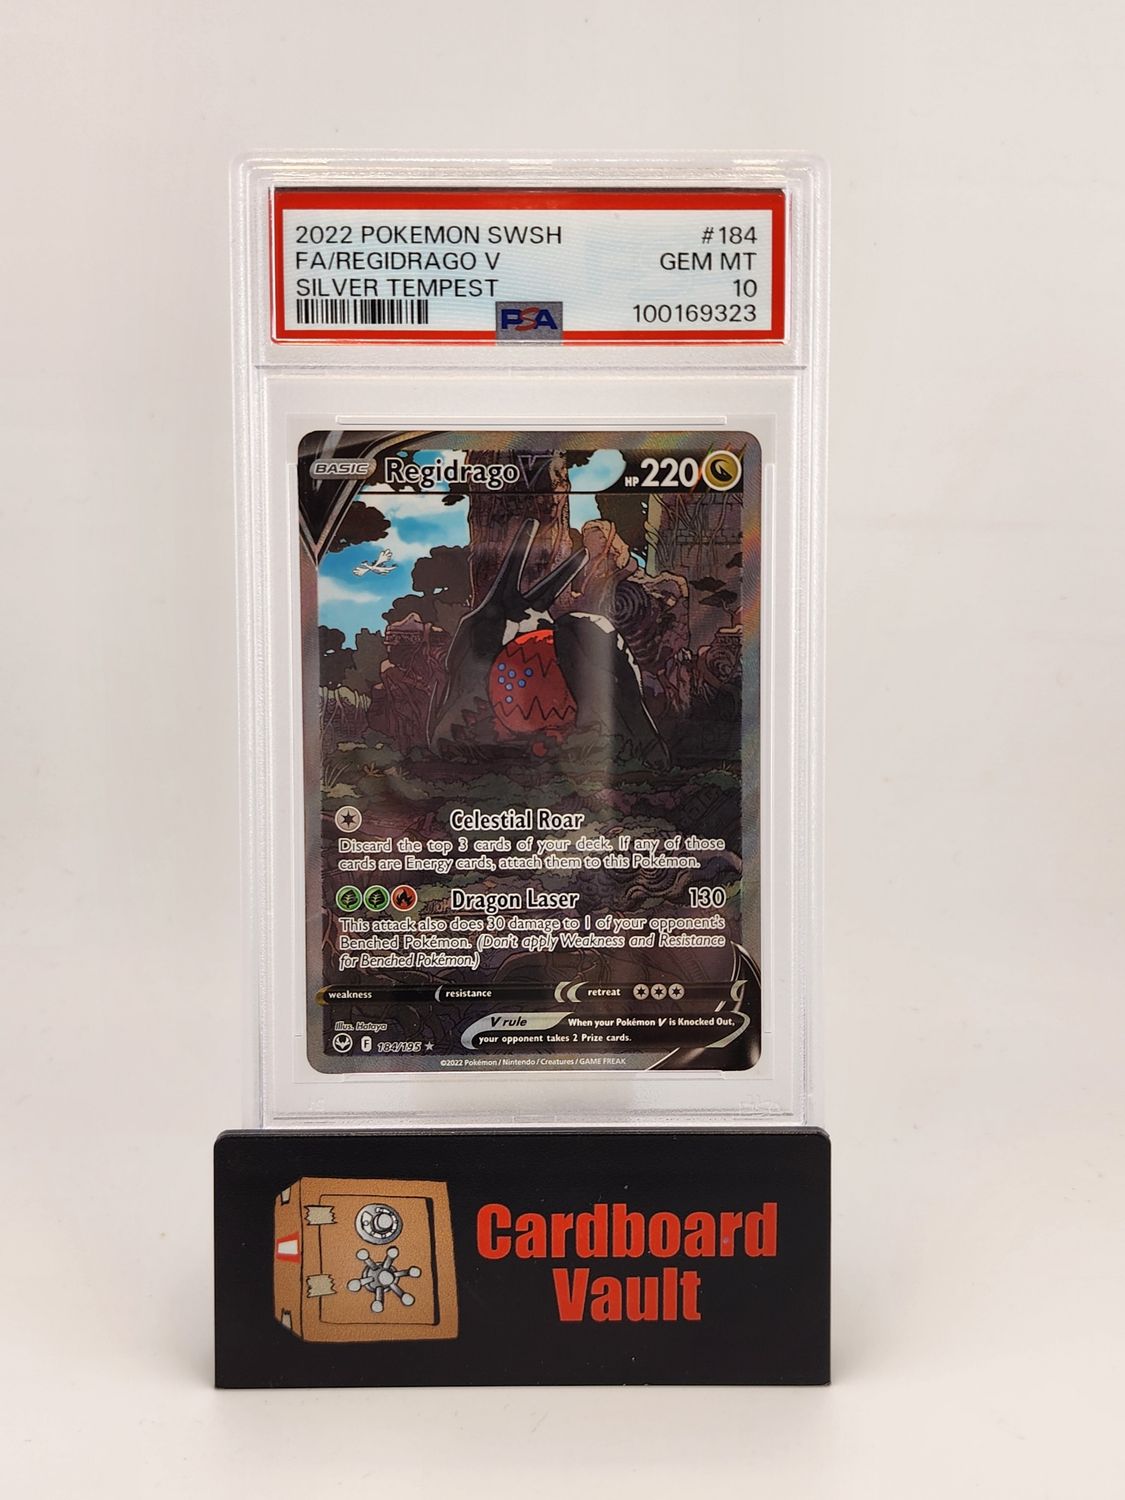 2022 POKEMON SWSH #184
FA/REGIDRAGO V GEM MT
SILVER TEMPEST 10
PSA 100169323
BASIC Regidrago V HP 220
Celestial Roar
Discard the top 3 cards of your deck. If any of those
cards are Energy cards, attach them to this Pokémon.
Dragon Laser 130
This attack also does 30 damage to 1 of your opponent's
Benched Pokémon. (Don't apply Weakness and Resistance
for Benched Pokémon.)
weakness resistance retreat
Illus. Hataya
V rule When your Pokémon V is Knocked Out,
your opponent takes 2 Prize cards.
F 184/195
©2022 Pokémon / Nintendo / Creatures / GAME FREAK
Cardboard
Vault